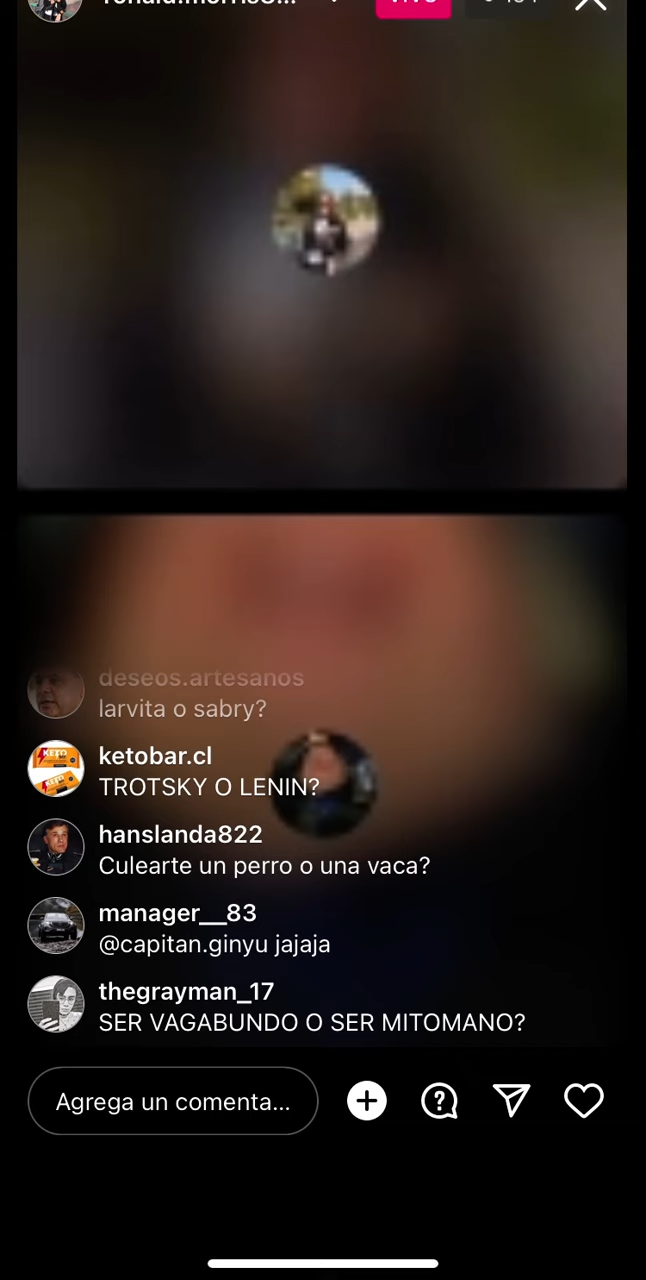 deseos.artesanos
larvita o sabry?
ketobar.cl
TROTSKY O LENIN?
hanslanda822
Culearte un perro o una vaca?
manager__83
@capitan.ginyu jajaja
thegrayman_17
SER VAGABUNDO O SER MITOMANO?
Agrega un comenta...